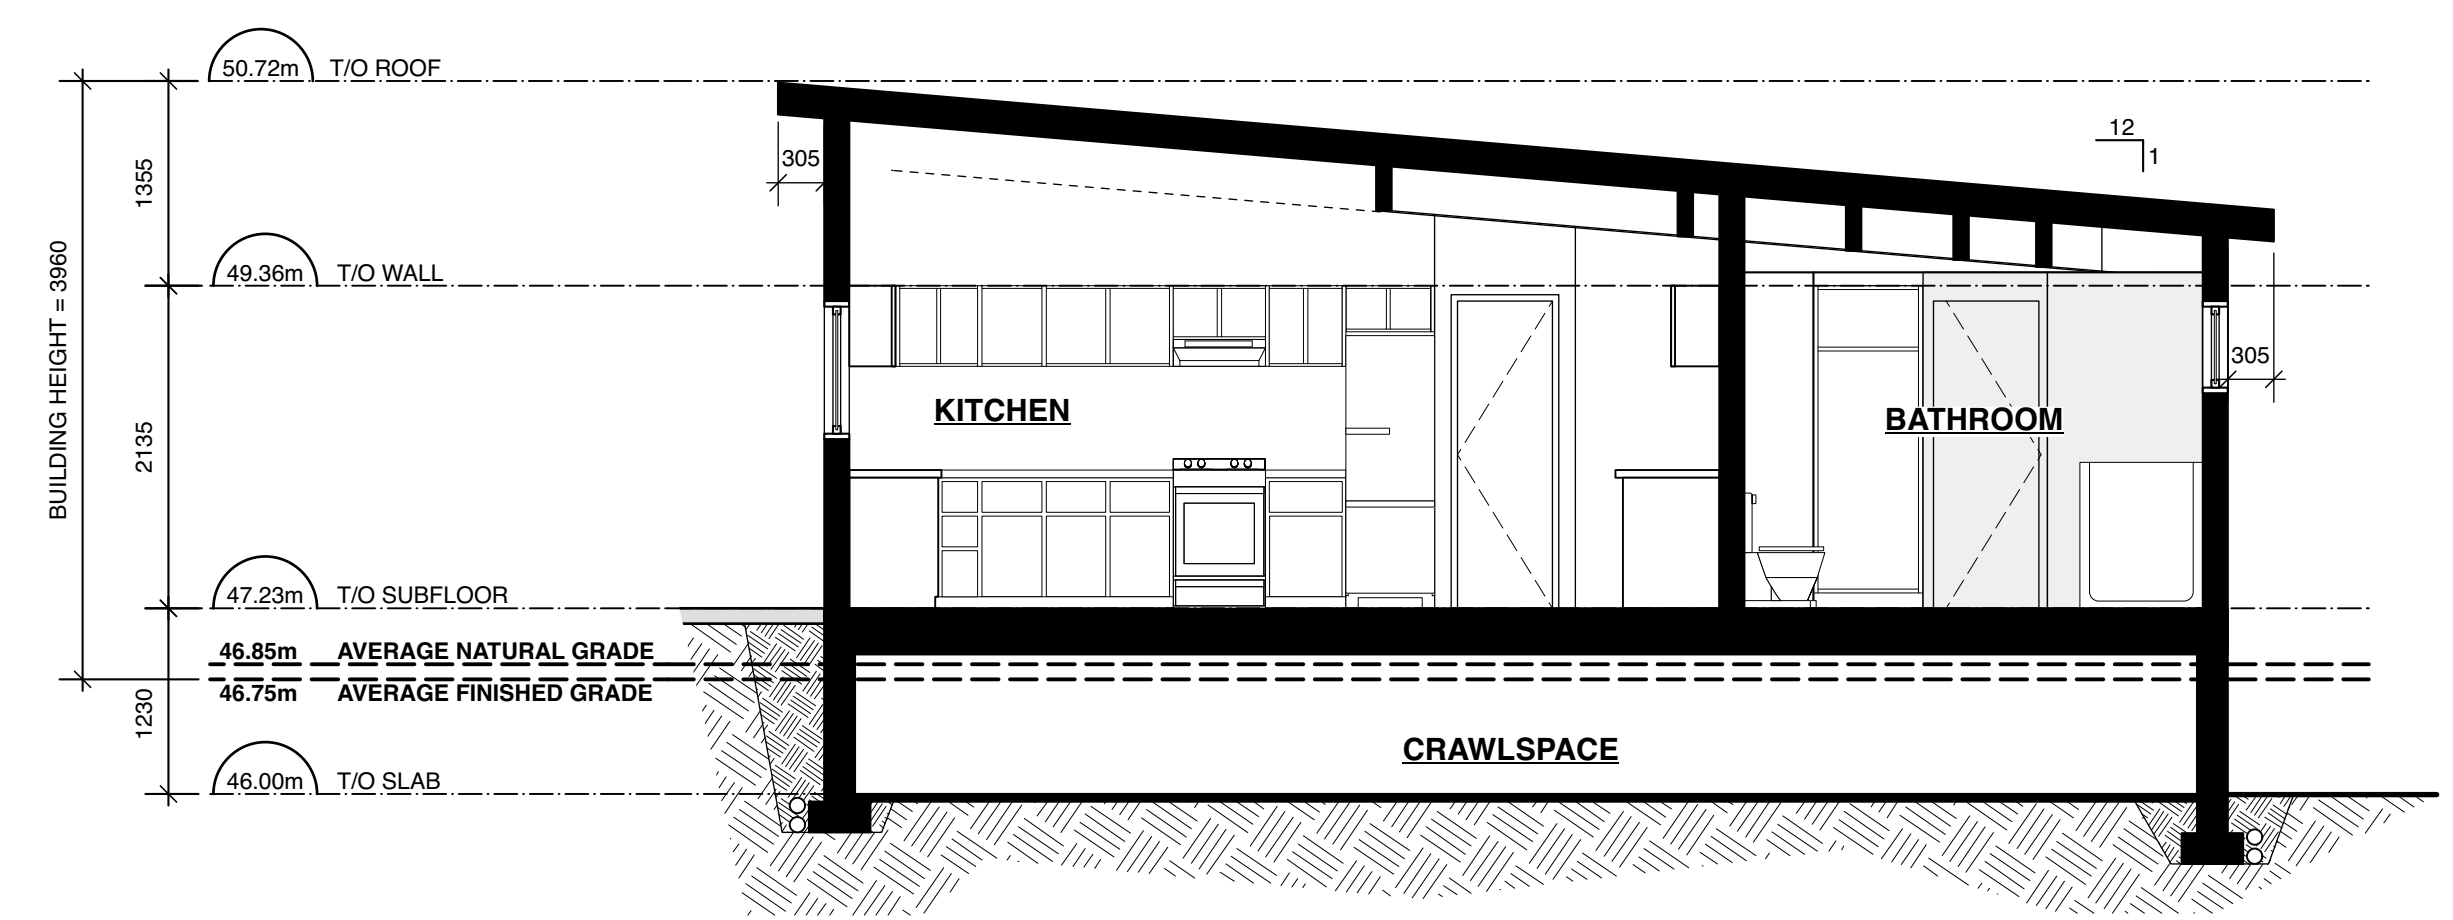 50.72m T/O ROOF
12
1
305
1355
49.36m T/O WALL
BUILDING HEIGHT = 3960
305
KITCHEN
BATHROOM
2135
47.23m T/O SUBFLOOR
46.85m AVERAGE NATURAL GRADE
46.75m AVERAGE FINISHED GRADE
1230
CRAWLSPACE
46.00m T/O SLAB